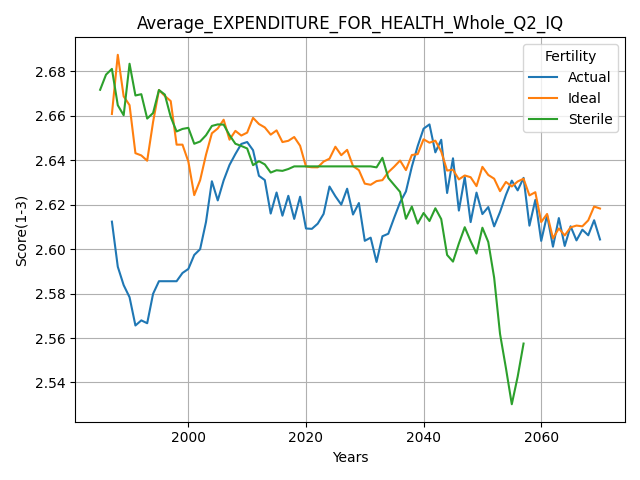 Average_EXPENDITURE_FOR_HEALTH_Whole_Q2_IQ
Fertility
Actual
Ideal
Sterile
Score(1-3)
2.68
2.66
2.64
2.62
2.60
2.58
2.56
2.54
2000
2020
2040
2060
Years